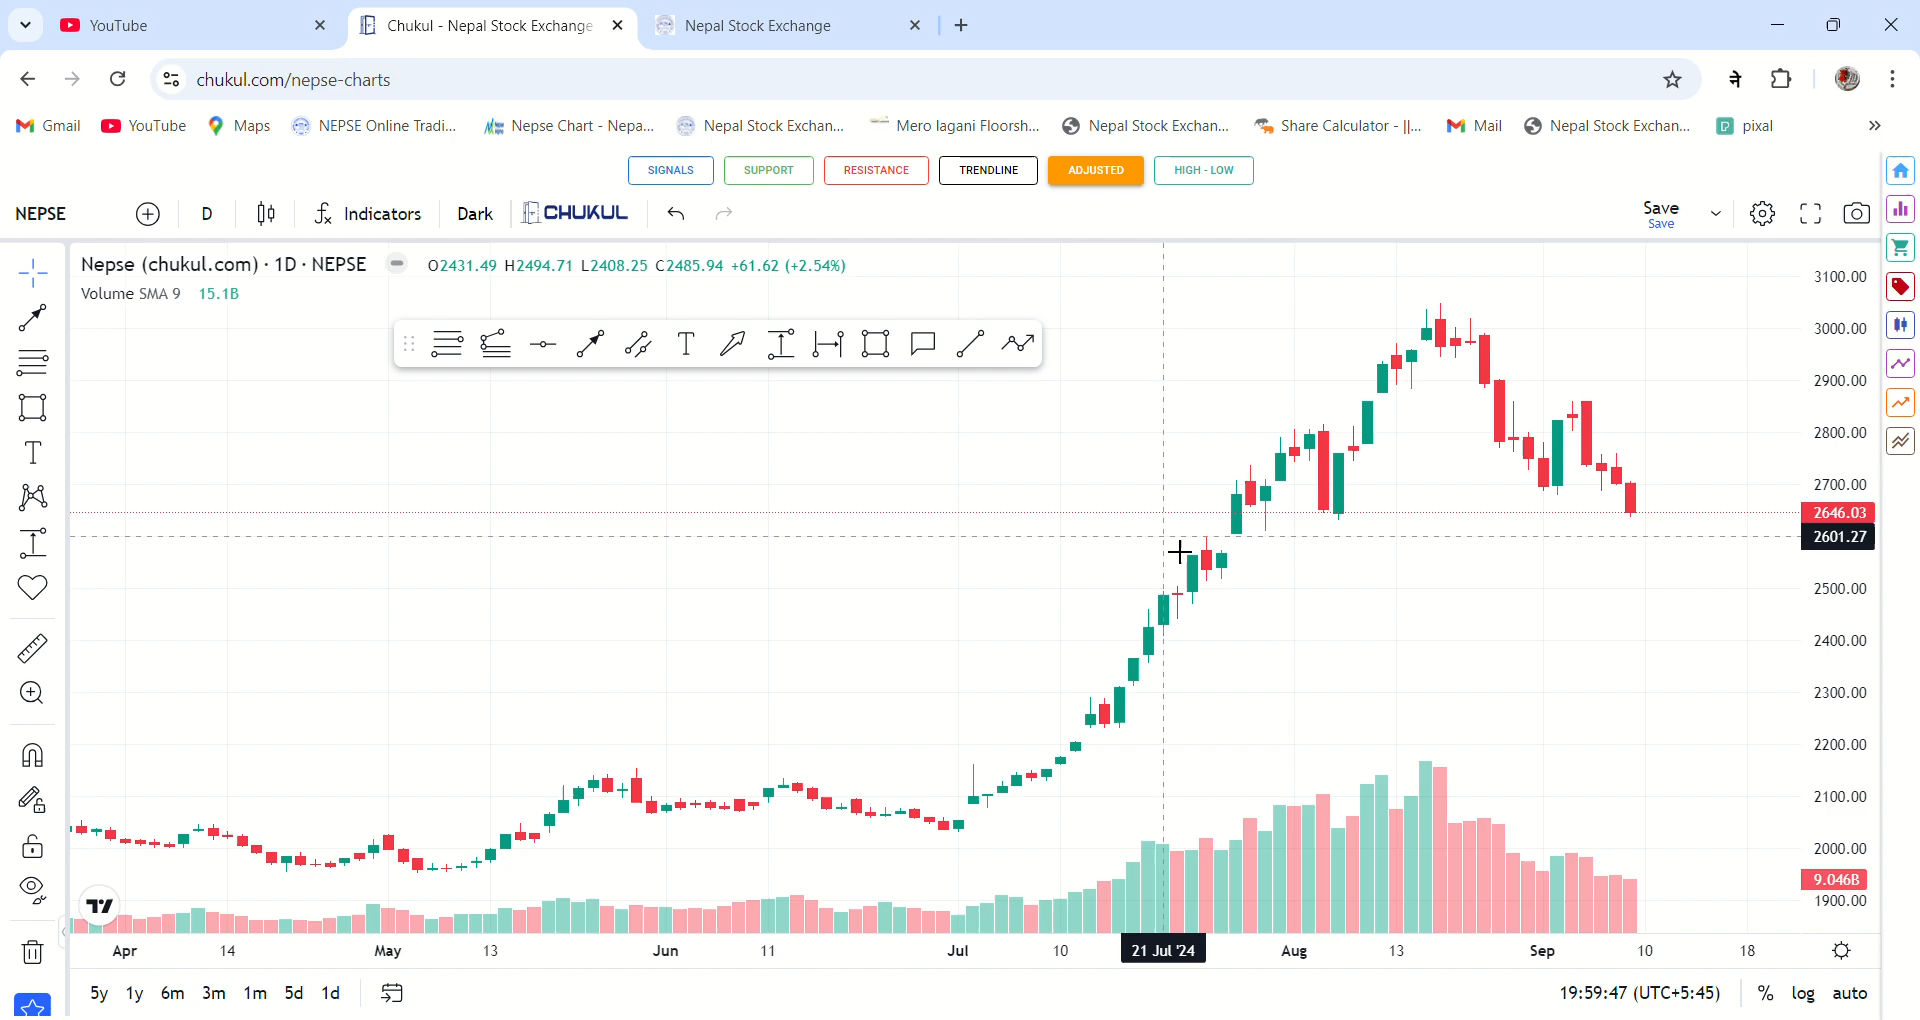 YouTube
Chukul - Nepal Stock Exchange
Nepal Stock Exchange
chukul.com/nepse-charts
ने
Gmail
YouTube
Maps
NEPSE Online Tradi...
Nepse Chart - Nepa...
Nepal Stock Exchan...
Mero lagani Floorsh...
Nepal Stock Exchan...
Share Calculator - ||...
Mail
Nepal Stock Exchan...
pixal
SIGNALS
SUPPORT
RESISTANCE
TRENDLINE
ADJUSTED
HIGH - LOW
NEPSE
D
Indicators
Dark
CHUKUL
Save
Save
Nepse (chukul.com) · 1D · NEPSE
O2431.49 H2494.71 L2408.25 C2485.94 +61.62 (+2.54%)
Volume SMA 9 15.1B
3100.00
3000.00
2900.00
2800.00
2700.00
2646.03
2601.27
2500.00
2400.00
2300.00
2200.00
2100.00
2000.00
9.046B
1900.00
Apr
14
May
13
Jun
11
Jul
10
21 Jul '24
Aug
13
Sep
10
18
5y
1y
6m
3m
1m
5d
1d
19:59:47 (UTC+5:45)
%
log
auto